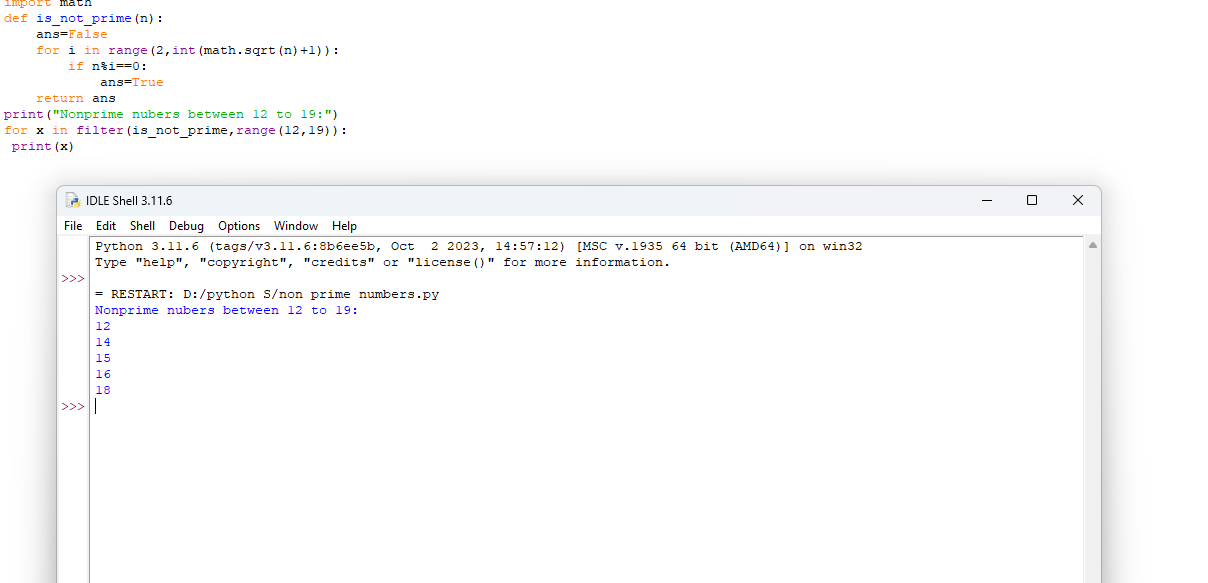 import math
def is_not_prime(n):
    ans=False
    for i in range(2,int(math.sqrt(n)+1)):
        if n%i==0:
            ans=True
    return ans
print("Nonprime nubers between 12 to 19:")
for x in filter(is_not_prime,range(12,19)):
 print(x)
IDLE Shell 3.11.6
File Edit Shell Debug Options Window Help
Python 3.11.6 (tags/v3.11.6:8b6ee5b, Oct  2 2023, 14:57:12) [MSC v.1935 64 bit (AMD64)] on win32
Type "help", "copyright", "credits" or "license()" for more information.
>>>
= RESTART: D:/python S/non prime numbers.py
Nonprime nubers between 12 to 19:
12
14
15
16
18
>>>